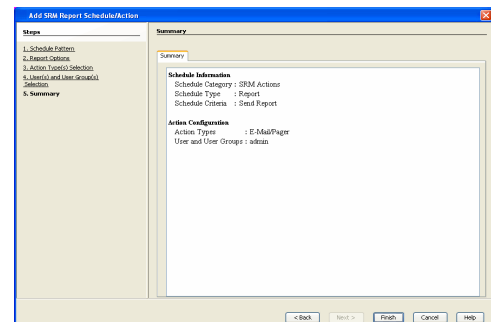 Add SRM Report Schedule/Action
Steps
1. Schedule Pattern
2. Report Options
3. Action Type(s) Selection
4. User(s) and User Group(s)
Selection
5. Summary
Summary
Summary
Schedule Information
Schedule Category : SRM Actions
Schedule Type : Report
Schedule Criteria : Send Report
Action Configuration
Action Types : E-Mail/Pager
User and User Groups : admin
< Back
Next >
Finish
Cancel
Help